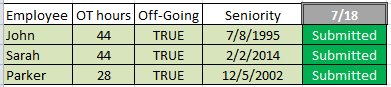 Employee OT hours Off-Going Seniority 7/18
John 44 TRUE 7/8/1995 Submitted
Sarah 44 TRUE 2/2/2014 Submitted
Parker 28 TRUE 12/5/2002 Submitted